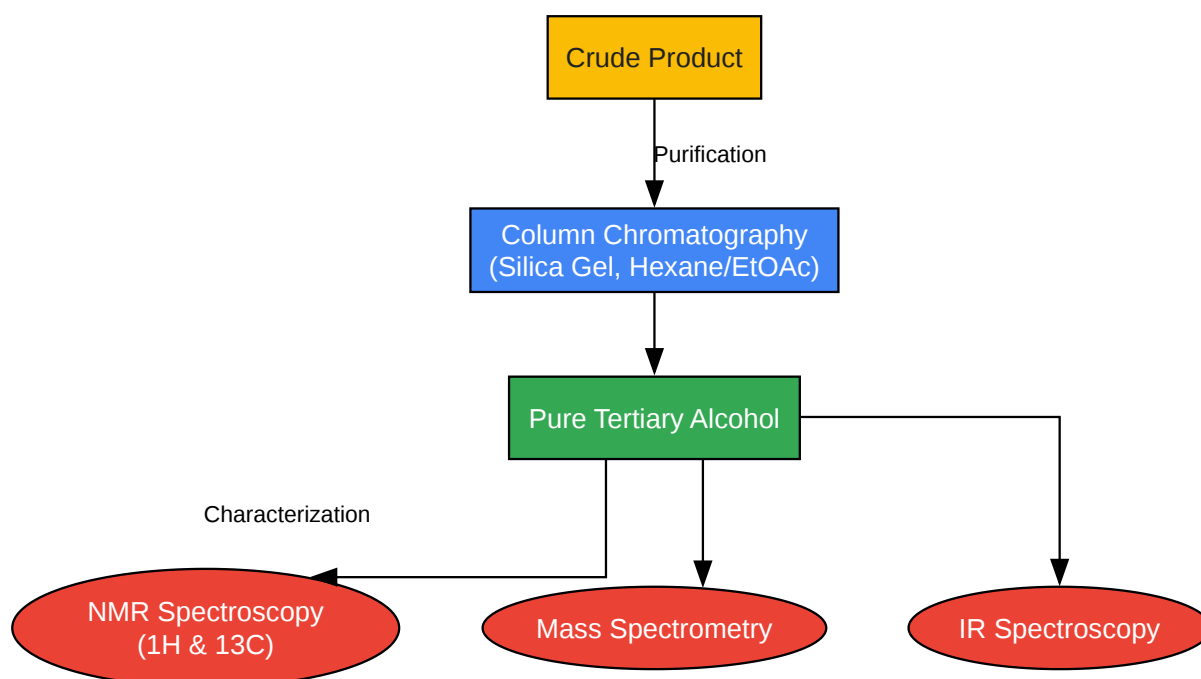 Crude Product
Purification
Column Chromatography
(Silica Gel, Hexane/EtOAc)
Pure Tertiary Alcohol
Characterization
NMR Spectroscopy
(1H & 13C)
Mass Spectrometry
IR Spectroscopy